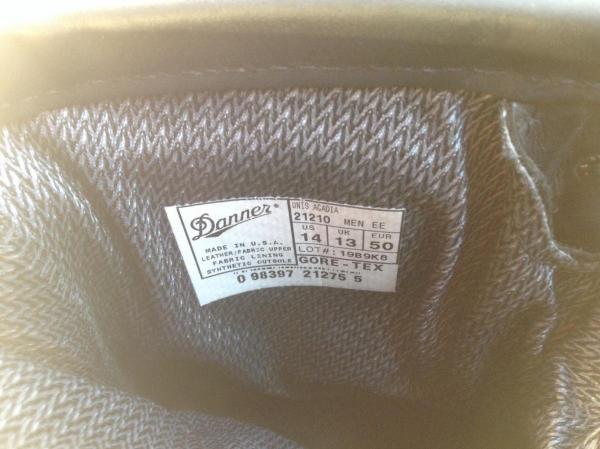 Danner®
MADE IN U.S.A.
LEATHER/FABRIC UPPER
FABRIC LINING
SYNTHETIC OUTSOLE
UNIS ACADIA
21210 MEN EE
US UK EUR
14 13 50
LOT#: 19B9K8
GORE-TEX
0 98397 21275 5